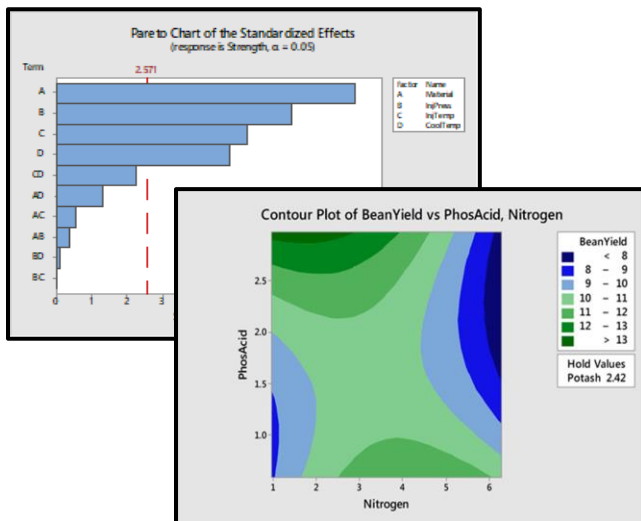 Pareto Chart of the Standardized Effects
(response is Strength, α = 0.05)
Term
2.571
A
B
C
D
CD
AD
AC
AB
BD
BC
0
1
2
Factor Name
A Material
B InjPress
C InjTemp
D CoolTemp
Contour Plot of BeanYield vs PhosAcid, Nitrogen
PhosAcid
2.5
2.0
1.5
1.0
1 2 3 4 5 6
Nitrogen
BeanYield
< 8
8 – 9
9 – 10
10 – 11
11 – 12
12 – 13
> 13
Hold Values
Potash 2.42